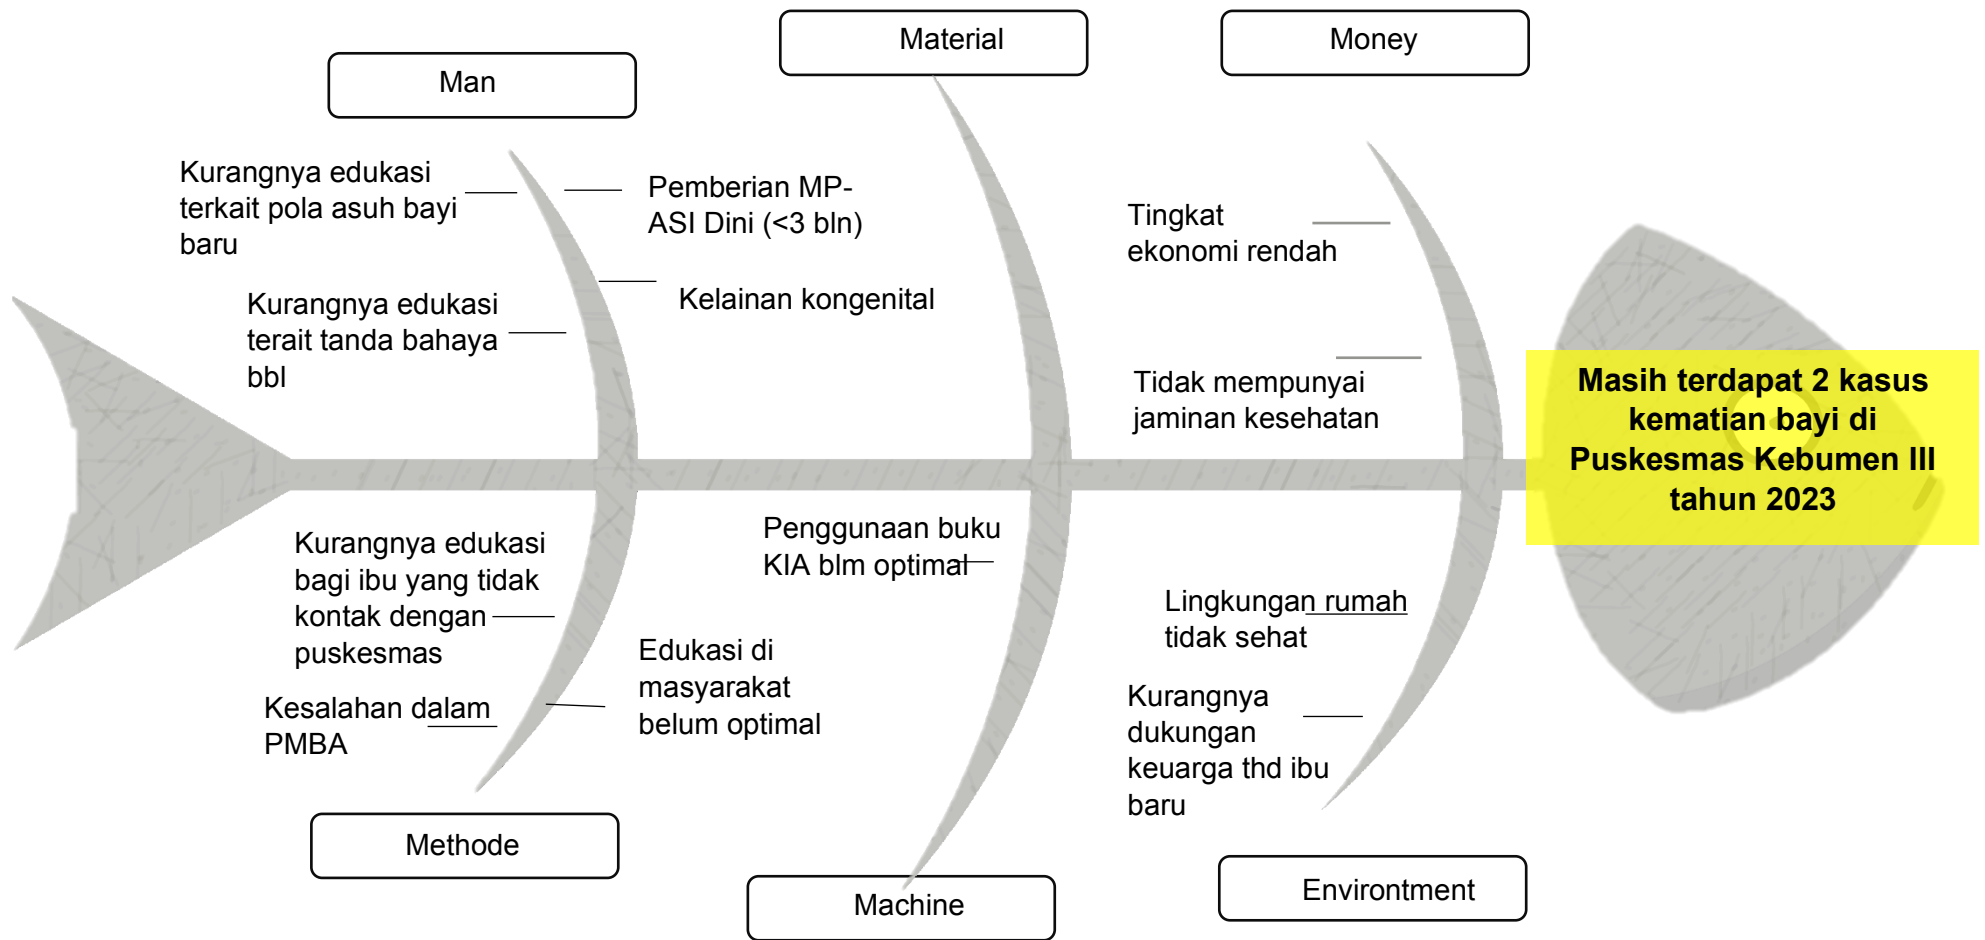 Material
Money
Man
Kurangnya edukasi
terkait pola asuh bayi
baru
Pemberian MP-
ASI Dini (<3 bln)
Kelainan kongenital
Kurangnya edukasi
terait tanda bahaya
bbl
Tingkat
ekonomi rendah
Tidak mempunyai
jaminan kesehatan
Masih terdapat 2 kasus
kematian bayi di
Puskesmas Kebumen III
tahun 2023
Kurangnya edukasi
bagi ibu yang tidak
kontak dengan
puskesmas
Kesalahan dalam
PMBA
Edukasi di
masyarakat
belum optimal
Penggunaan buku
KIA blm optimal
Lingkungan rumah
tidak sehat
Kurangnya
dukungan
keuarga thd ibu
baru
Methode
Machine
Environtment